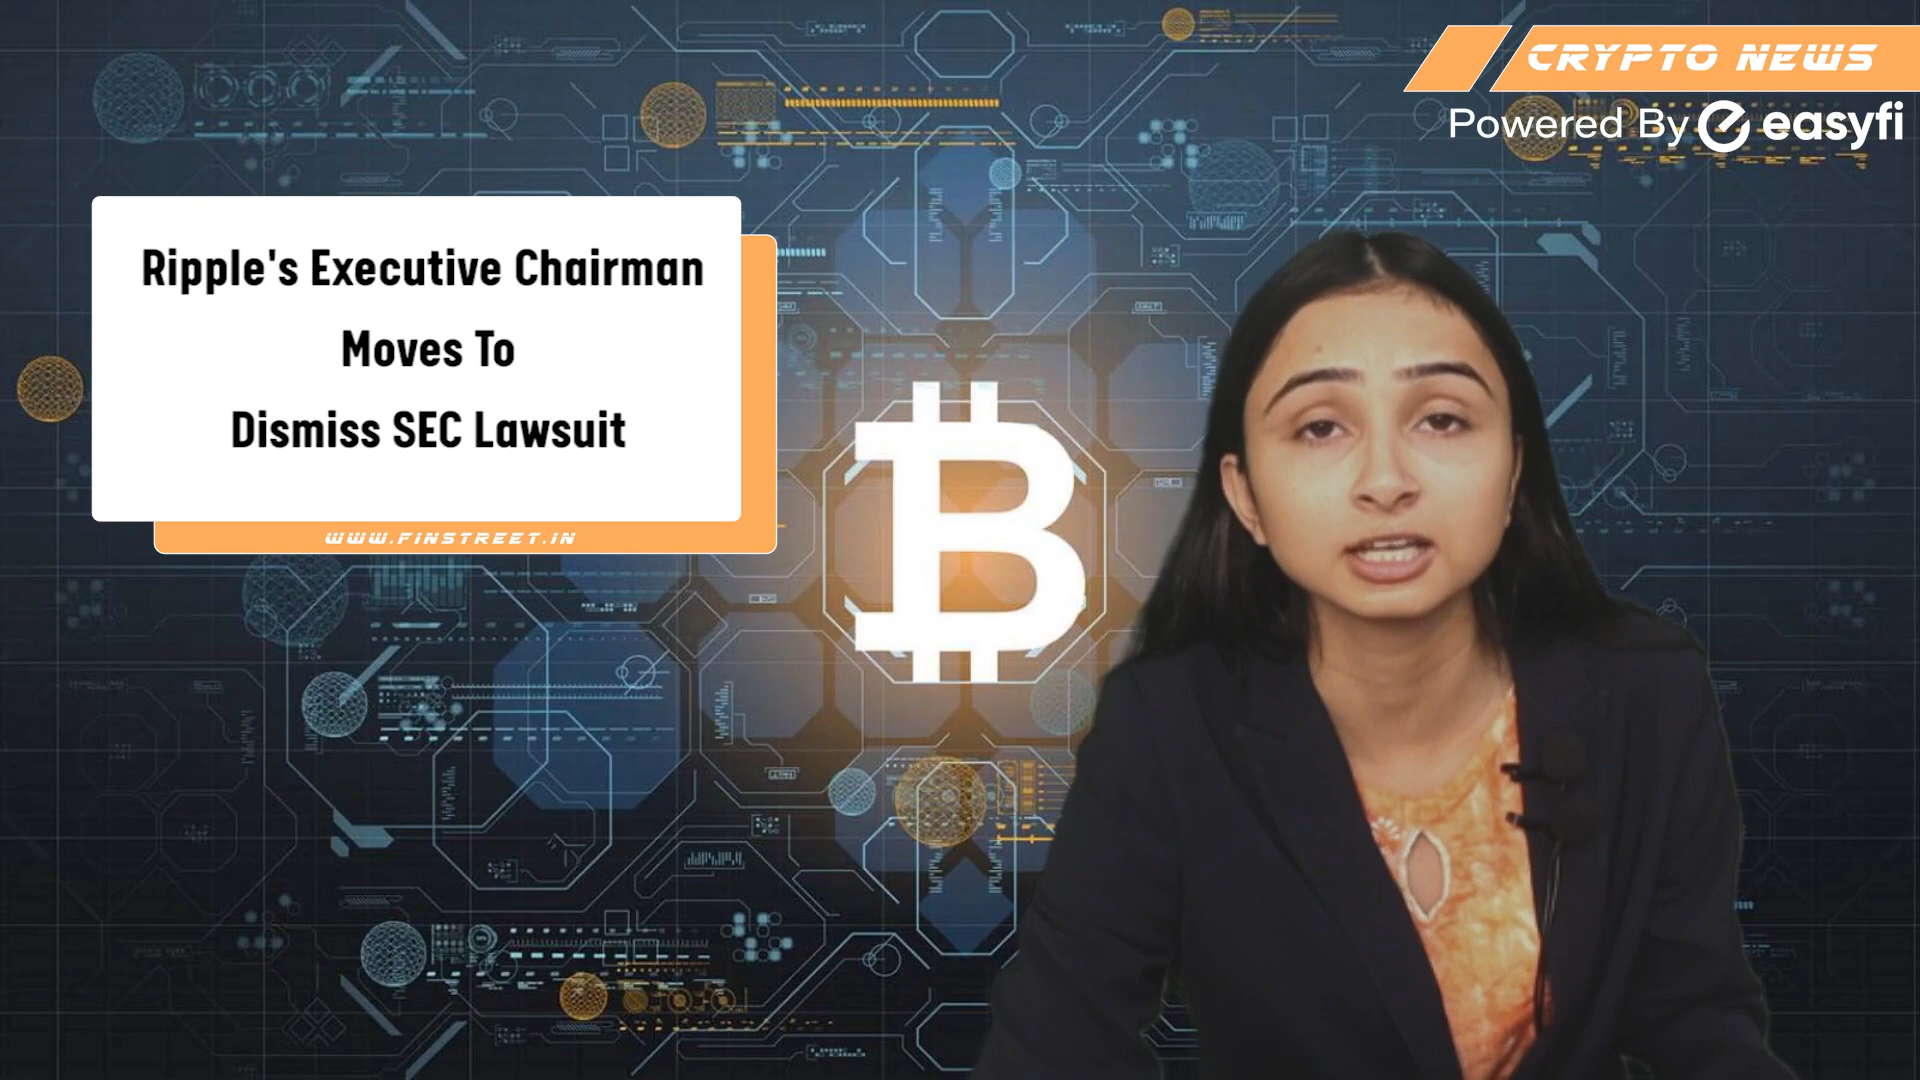 CRYPTO NEWS
Powered By easyfi
Ripple's Executive Chairman
Moves To
Dismiss SEC Lawsuit
WWW.FINSTREET.IN